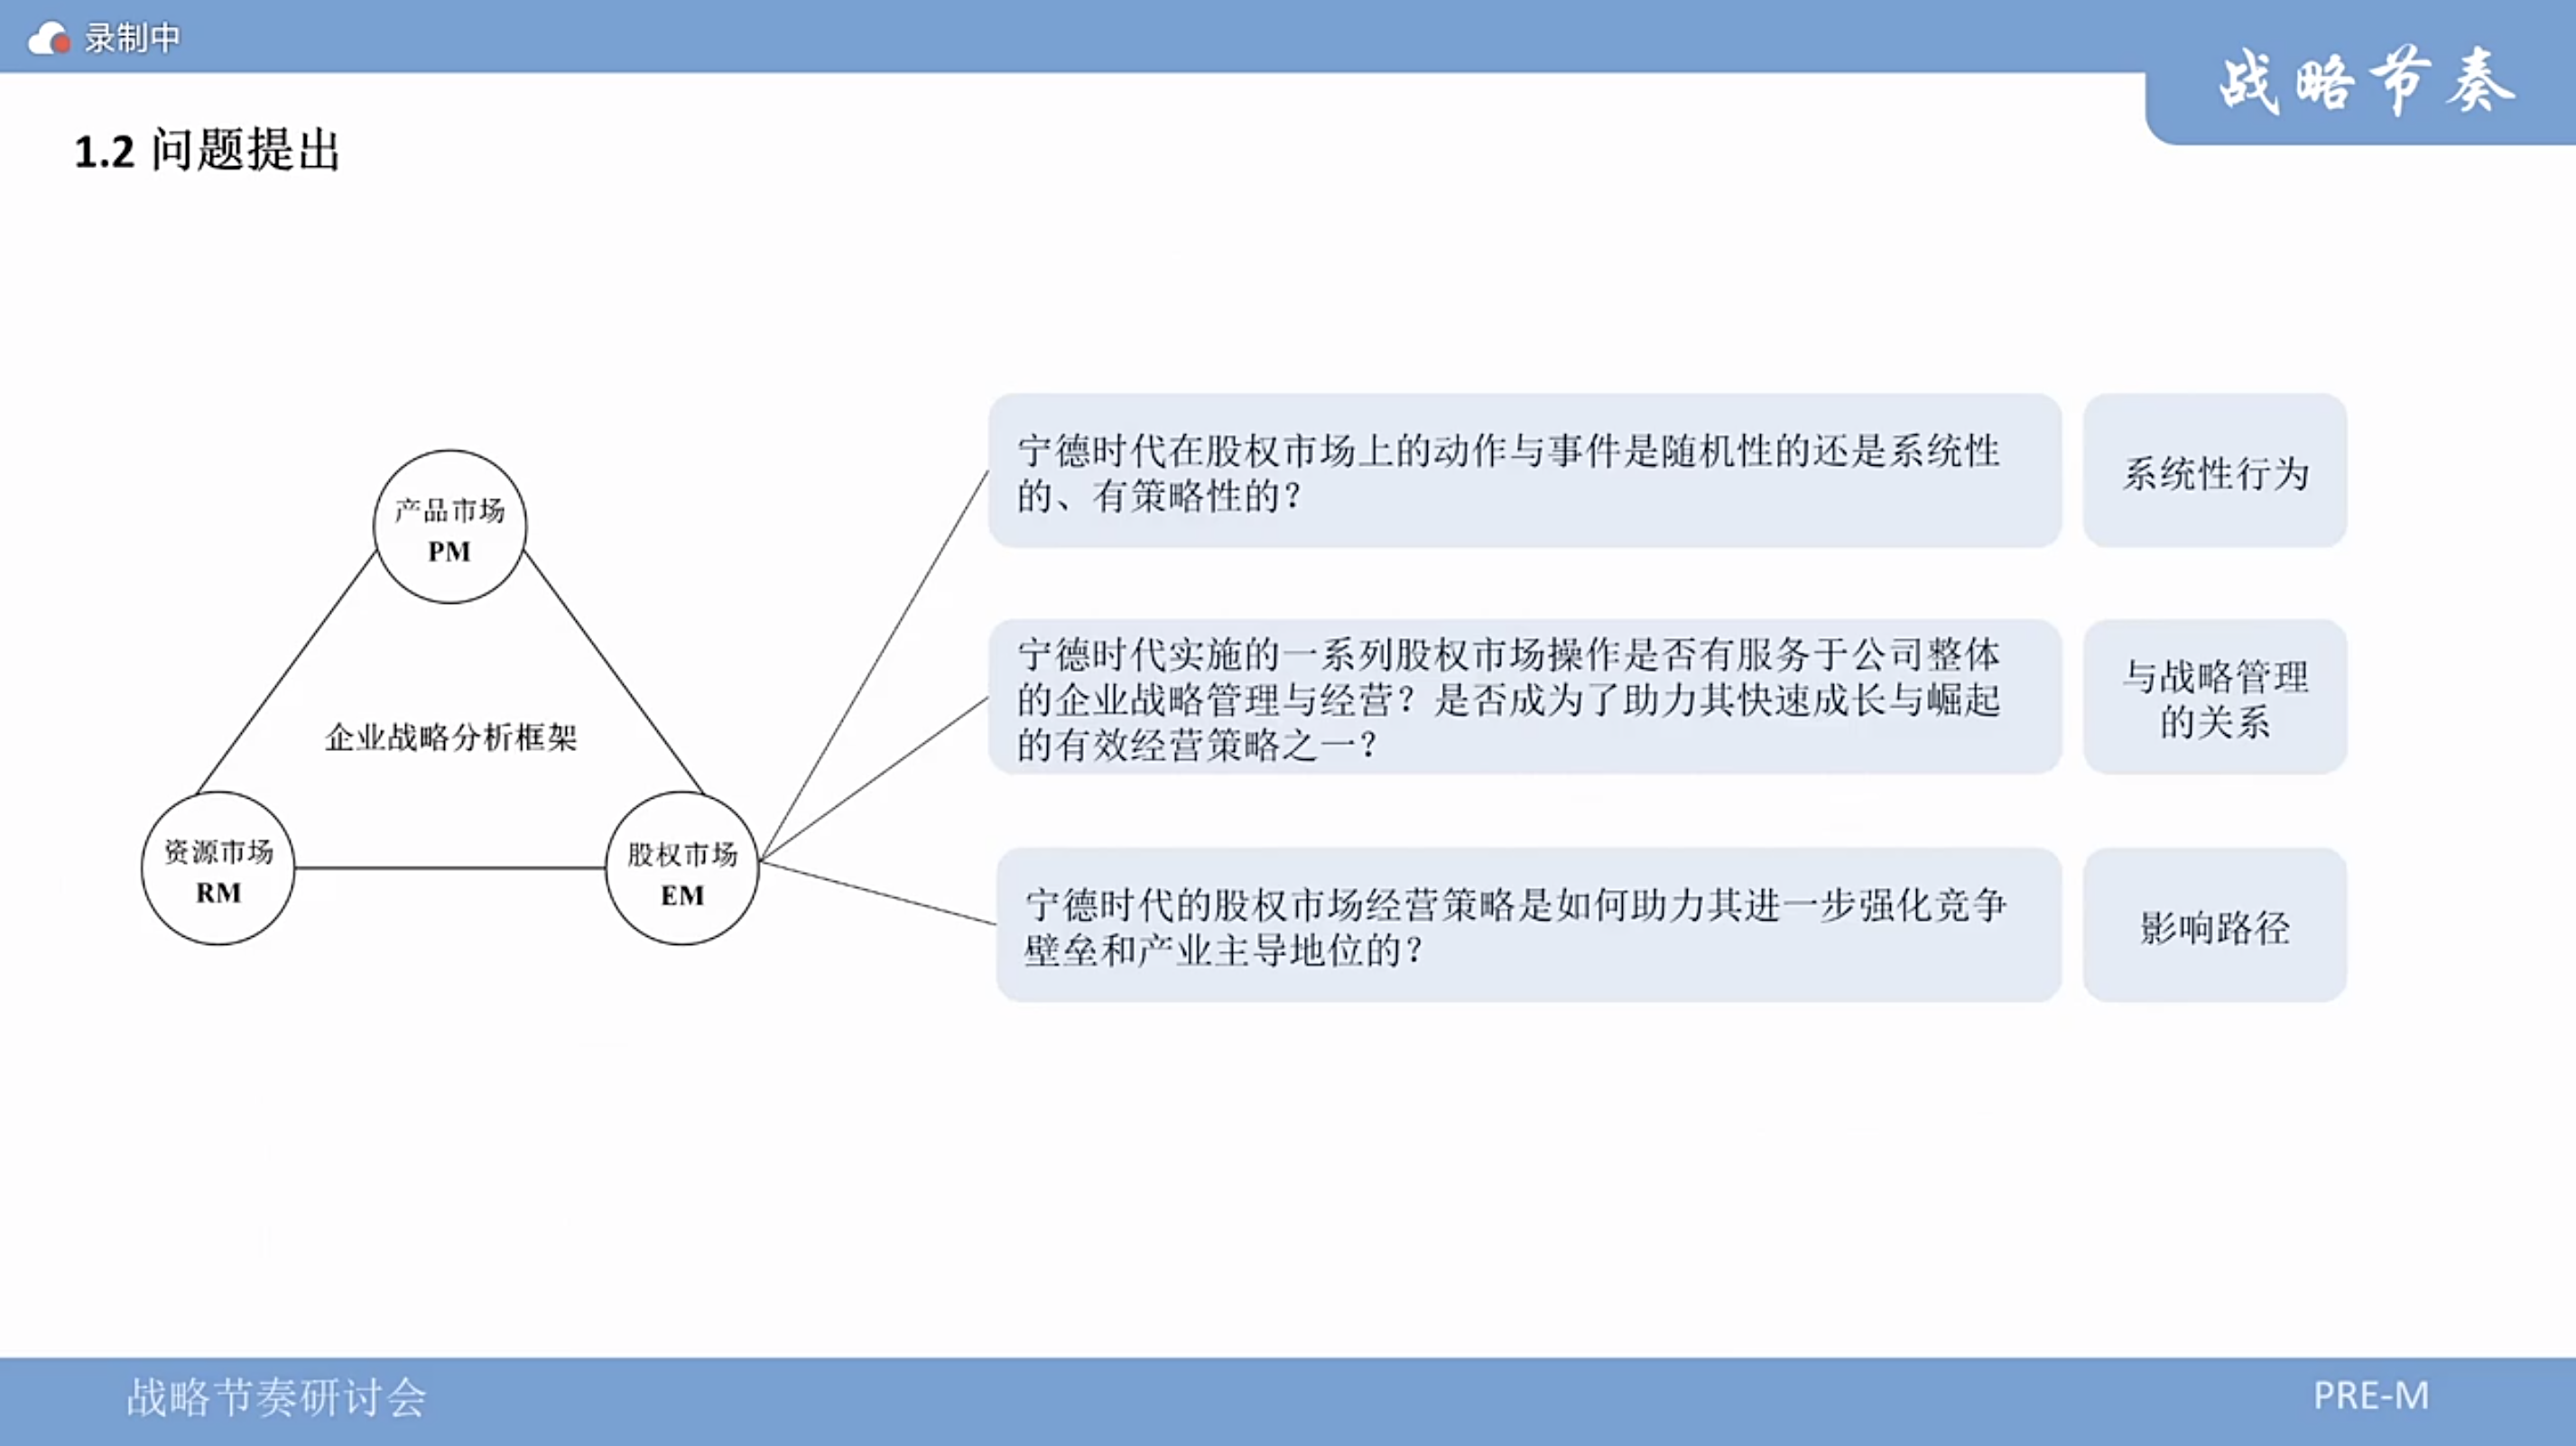 录制中
战略节奏
1.2 问题提出
产品市场
PM
企业战略分析框架
资源市场
RM
股权市场
EM
宁德时代在股权市场上的动作与事件是随机性的还是系统性
的、有策略性的？
系统性行为
宁德时代实施的一系列股权市场操作是否有服务于公司整体
的企业战略管理与经营？是否成为了助力其快速成长与崛起
的有效经营策略之一？
与战略管理
的关系
宁德时代的股权市场经营策略是如何助力其进一步强化竞争
壁垒和产业主导地位的？
影响路径
战略节奏研讨会
PRE-M